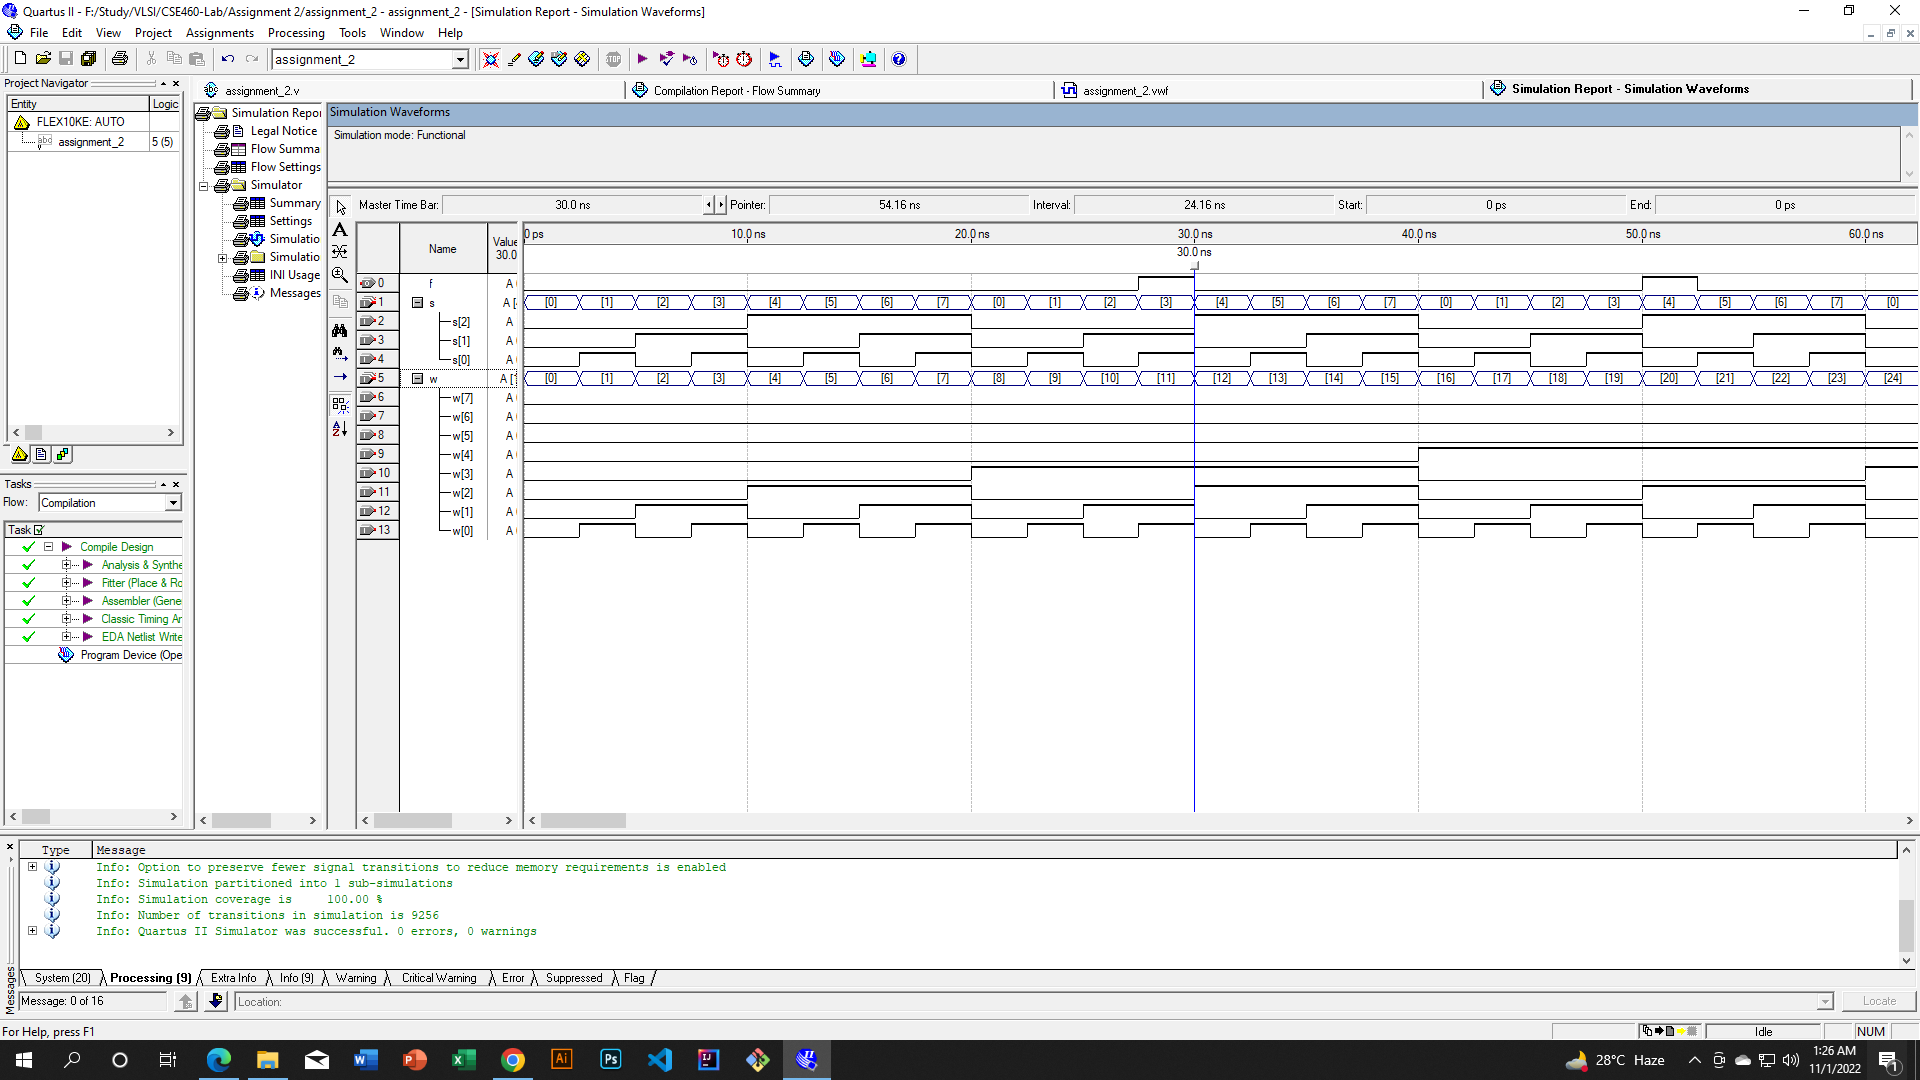 Quartus II - F:/Study/VLSI/CSE460-Lab/Assignment 2/assignment_2 - assignment_2 - [Simulation Report - Simulation Waveforms]
File Edit View Project Assignments Processing Tools Window Help
assignment_2
STOP
Project Navigator
Entity Logic
FLEX10KE: AUTO
abc assignment_2 5 (5)
Tasks
Flow: Compilation
Task
Compile Design
Analysis & Synthe
Fitter (Place & Ro
Assembler (Gene
Classic Timing An
EDA Netlist Write
Program Device (Ope
assignment_2.v
Compilation Report - Flow Summary
assignment_2.vwf
Simulation Report - Simulation Waveforms
Simulation Repo
Legal Notice
Flow Summa
Flow Settings
Simulator
Summary
Settings
Simulatio
Simulatio
INI Usage
Messages
Simulation Waveforms
Simulation mode: Functional
Master Time Bar: 30.0 ns Pointer: 54.16 ns Interval: 24.16 ns Start: 0 ps End: 0 ps
Name
Value
30.0
0 ps 10.0 ns 20.0 ns 30.0 ns 40.0 ns 50.0 ns 60.0 ns
30.0 ns
0 f A
1 s A [
[0] [1] [2] [3] [4] [5] [6] [7] [0] [1] [2] [3] [4] [5] [6] [7] [0] [1] [2] [3] [4] [5] [6] [7] [0]
2 s[2] A
3 s[1] A
4 s[0] A
5 w A [
[0] [1] [2] [3] [4] [5] [6] [7] [8] [9] [10] [11] [12] [13] [14] [15] [16] [17] [18] [19] [20] [21] [22] [23] [24]
6 w[7] A
7 w[6] A
8 w[5] A
9 w[4] A
10 w[3] A
11 w[2] A
12 w[1] A
13 w[0] A
Type Message
Info: Option to preserve fewer signal transitions to reduce memory requirements is enabled
Info: Simulation partitioned into 1 sub-simulations
Info: Simulation coverage is 100.00 %
Info: Number of transitions in simulation is 9256
Info: Quartus II Simulator was successful. 0 errors, 0 warnings
System (20) Processing (9) Extra Info Info (9) Warning Critical Warning Error Suppressed Flag
Messages
Message: 0 of 16
Location:
Locate
For Help, press F1
Idle
NUM
28°C Haze
1:26 AM
11/1/2022